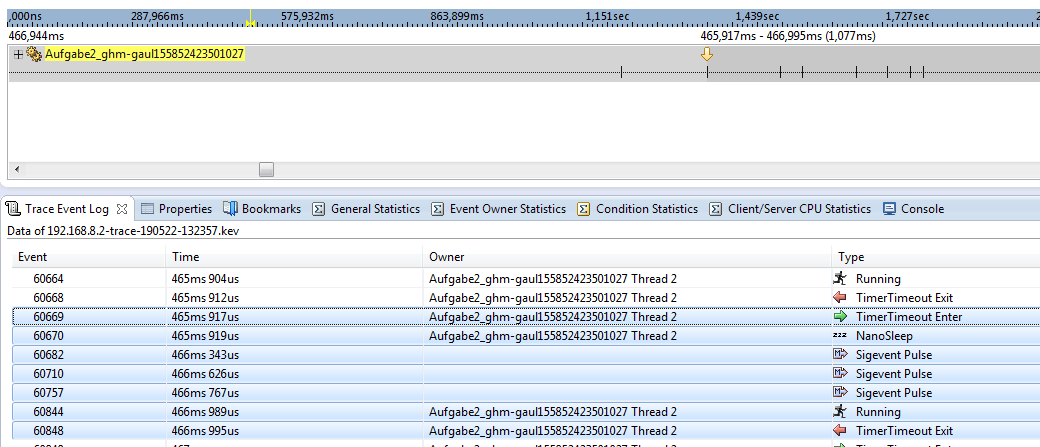 ,000ns 287,966ms 575,932ms 863,899ms 1,151sec 1,439sec 1,727sec 2
466,944ms 465,917ms - 466,995ms (1,077ms)
Aufgabe2_ghm-gaul155852423501027
Trace Event Log Properties Bookmarks General Statistics Event Owner Statistics Condition Statistics Client/Server CPU Statistics Console
Data of 192.168.8.2-trace-190522-132357.kev
Event Time Owner Type
60664 465ms 904us Aufgabe2_ghm-gaul155852423501027 Thread 2 Running
60668 465ms 912us Aufgabe2_ghm-gaul155852423501027 Thread 2 TimerTimeout Exit
60669 465ms 917us Aufgabe2_ghm-gaul155852423501027 Thread 2 TimerTimeout Enter
60670 465ms 919us Aufgabe2_ghm-gaul155852423501027 Thread 2 zzz NanoSleep
60682 466ms 343us Sigevent Pulse
60710 466ms 626us Sigevent Pulse
60757 466ms 767us Sigevent Pulse
60844 466ms 989us Aufgabe2_ghm-gaul155852423501027 Thread 2 Running
60848 466ms 995us Aufgabe2_ghm-gaul155852423501027 Thread 2 TimerTimeout Exit